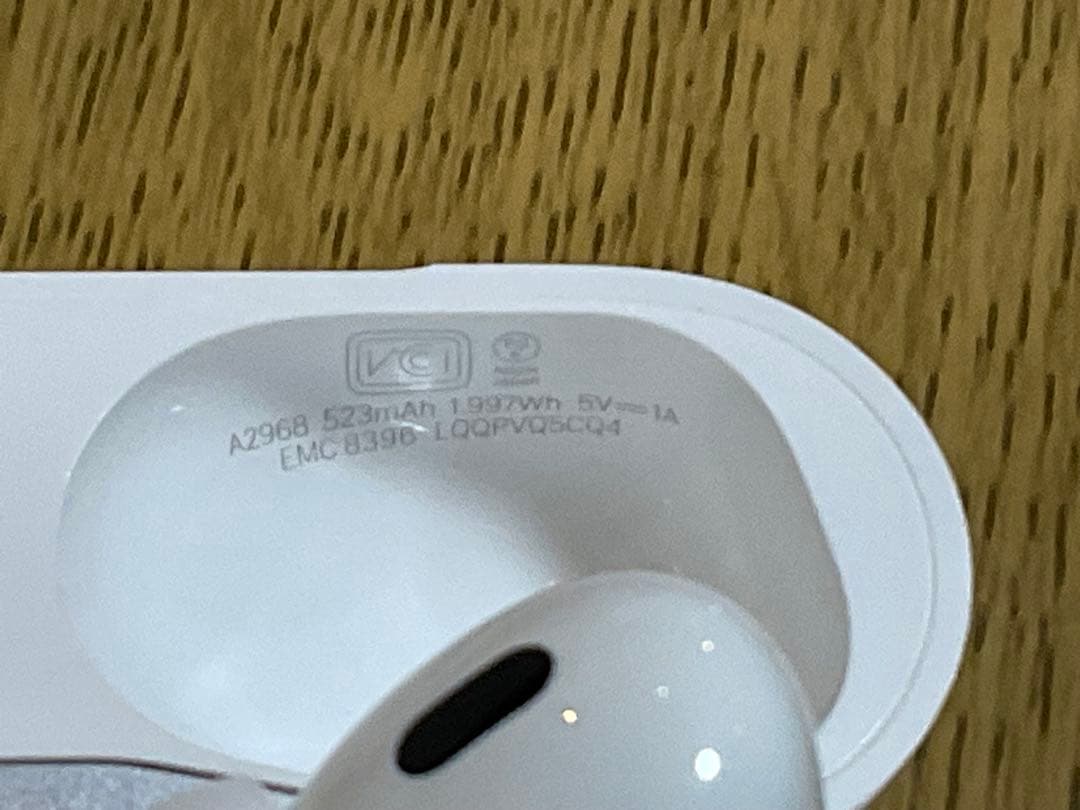 VCI
A2968 523mAh 1.997Wh 5V⎓1A
EMC 8396 LQQPVQ5CQ4